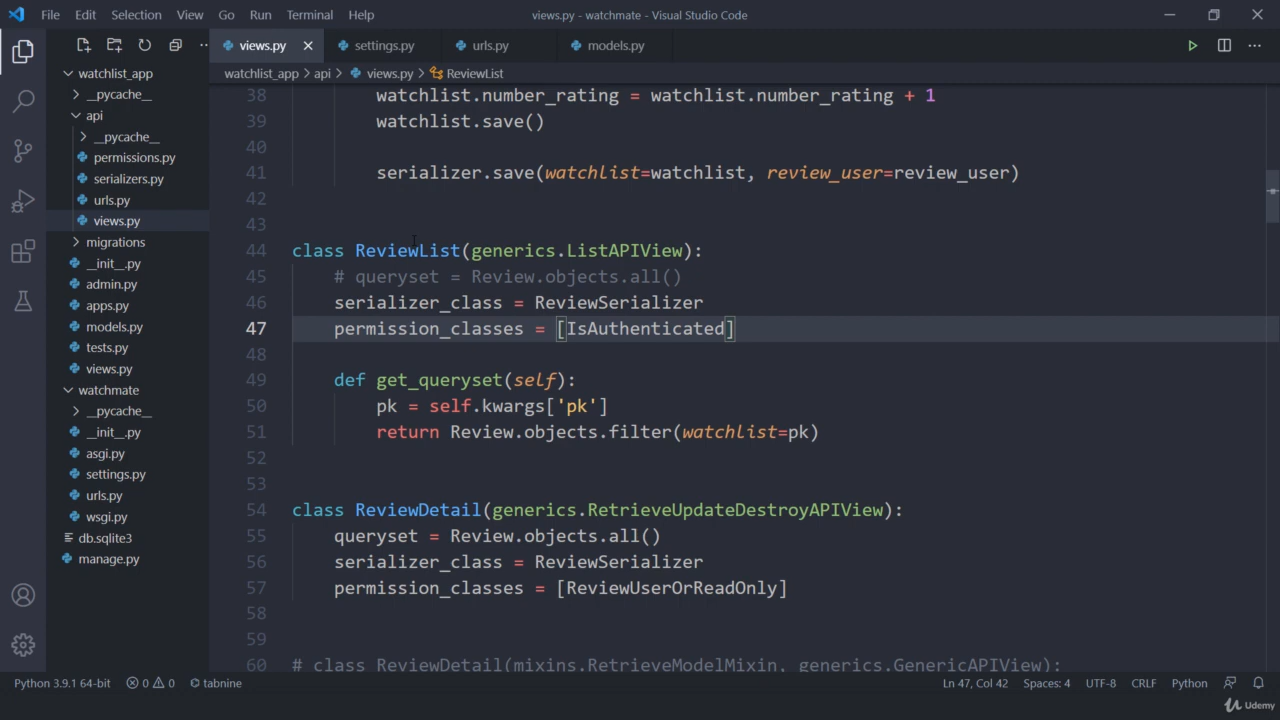 File Edit Selection View Go Run Terminal Help
views.py - watchmate - Visual Studio Code
views.py settings.py urls.py models.py
watchlist_app > api > views.py > ReviewList
watchlist_app
__pycache__
api
__pycache__
permissions.py
serializers.py
urls.py
views.py
migrations
__init__.py
admin.py
apps.py
models.py
tests.py
views.py
watchmate
__pycache__
__init__.py
asgi.py
settings.py
urls.py
wsgi.py
db.sqlite3
manage.py
38 watchlist.number_rating = watchlist.number_rating + 1
39 watchlist.save()
40
41 serializer.save(watchlist=watchlist, review_user=review_user)
42
43
44 class ReviewList(generics.ListAPIView):
45 # queryset = Review.objects.all()
46 serializer_class = ReviewSerializer
47 permission_classes = [IsAuthenticated]
48
49 def get_queryset(self):
50 pk = self.kwargs['pk']
51 return Review.objects.filter(watchlist=pk)
52
53
54 class ReviewDetail(generics.RetrieveUpdateDestroyAPIView):
55 queryset = Review.objects.all()
56 serializer_class = ReviewSerializer
57 permission_classes = [ReviewUserOrReadOnly]
58
59
60 # class ReviewDetail(mixins.RetrieveModelMixin, generics.GenericAPIView):
Python 3.9.1 64-bit 0 0 tabnine Ln 47, Col 42 Spaces: 4 UTF-8 CRLF Python
Udemy